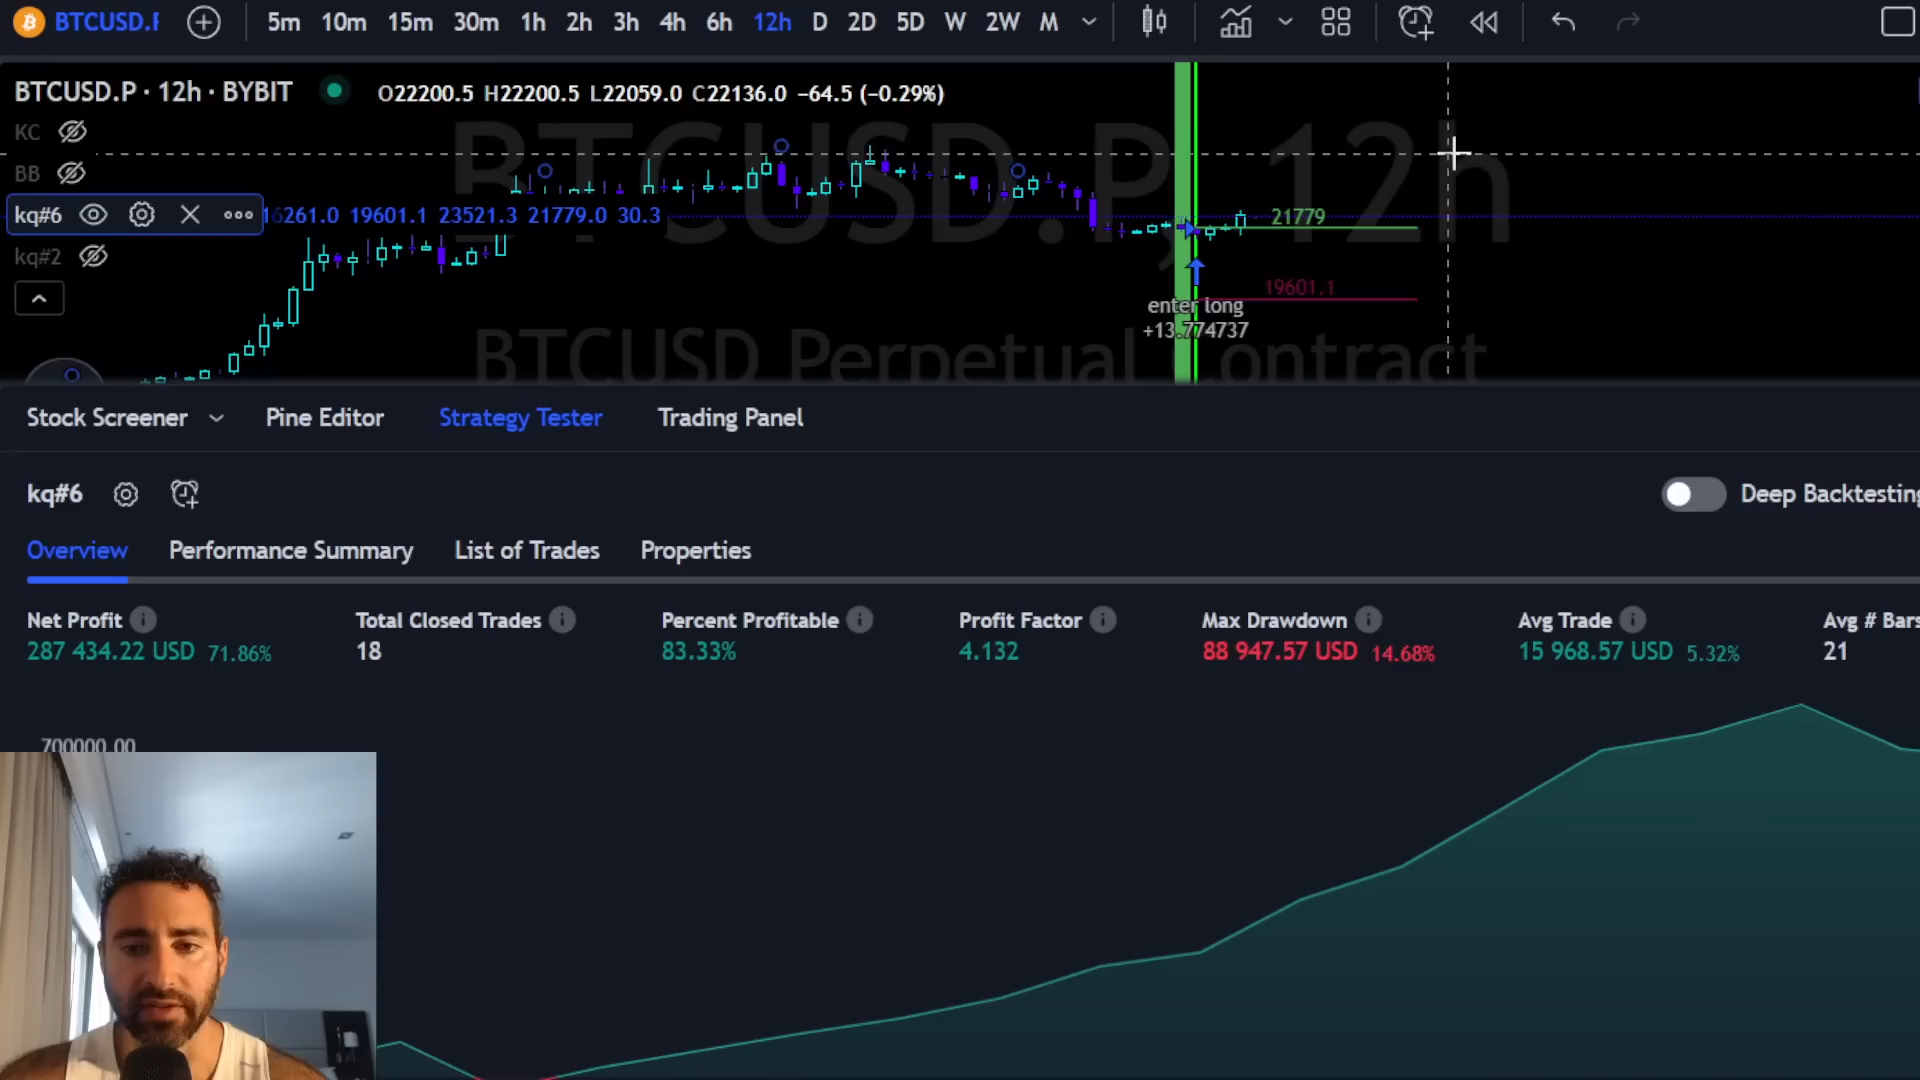 BTCUSD.P 5m 10m 15m 30m 1h 2h 3h 4h 6h 12h D 2D 5D W 2W M
BTCUSD.P · 12h · BYBIT O22200.5 H22200.5 L22059.0 C22136.0 −64.5 (−0.29%)
BTCUSD.P, 12h
BTCUSD Perpetual Contract
KC
BB
kq#6 16261.0 19601.1 23521.3 21779.0 30.3
kq#2
21779
19601.1
enter long
+13.774737
Stock Screener Pine Editor Strategy Tester Trading Panel
kq#6 Deep Backtesting
Overview Performance Summary List of Trades Properties
Net Profit Total Closed Trades Percent Profitable Profit Factor Max Drawdown Avg Trade Avg # Bars
287 434.22 USD 71.86% 18 83.33% 4.132 88 947.57 USD 14.68% 15 968.57 USD 5.32% 21
700000.00